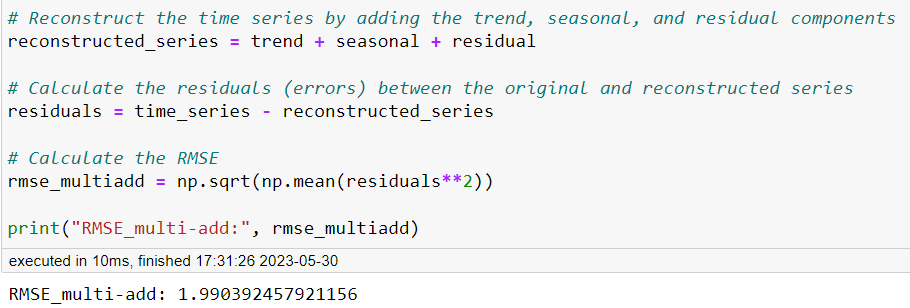 # Reconstruct the time series by adding the trend, seasonal, and residual components
reconstructed_series = trend + seasonal + residual
# Calculate the residuals (errors) between the original and reconstructed series
residuals = time_series - reconstructed_series
# Calculate the RMSE
rmse_multiadd = np.sqrt(np.mean(residuals**2))
print("RMSE_multi-add:", rmse_multiadd)
executed in 10ms, finished 17:31:26 2023-05-30
RMSE_multi-add: 1.990392457921156